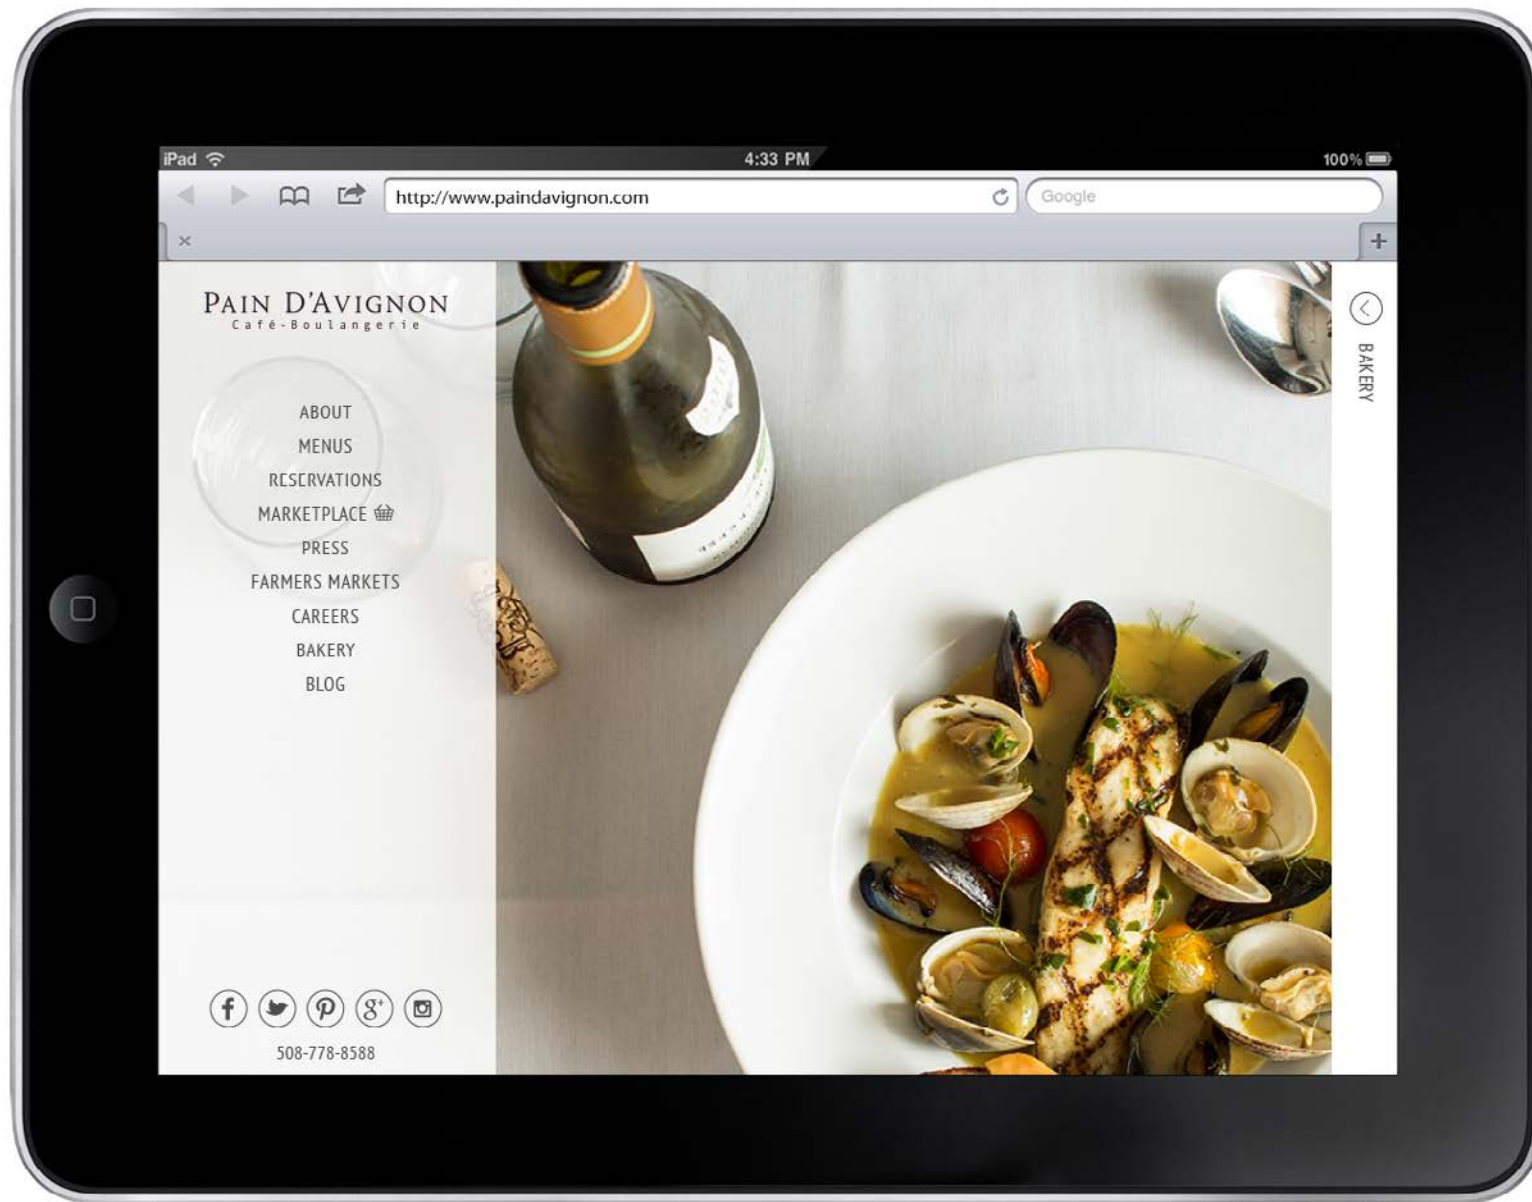 iPad 4:33 PM 100%
http://www.paindavignon.com Google
PAIN D'AVIGNON
Café-Boulangerie
ABOUT
MENUS
RESERVATIONS
MARKETPLACE
PRESS
FARMERS MARKETS
CAREERS
BAKERY
BLOG
508-778-8588
BAKERY